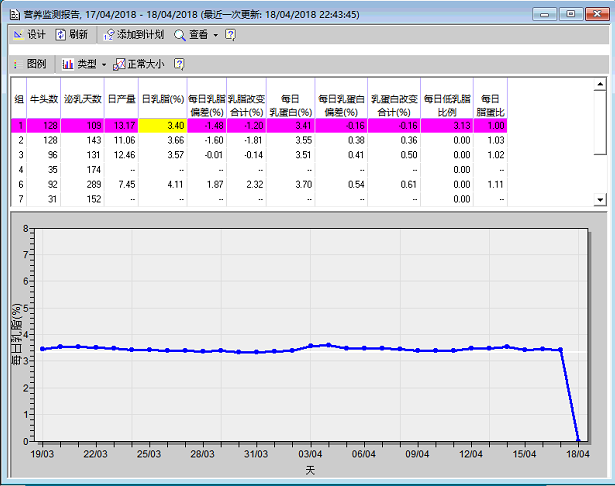 营养监测报告, 17/04/2018 - 18/04/2018 (最近一次更新: 18/04/2018 22:43:45)
设计 刷新 添加到计划 查看
图例 类型 正常大小
组 牛头数 泌乳天数 日产量 日乳脂(%) 每日乳脂偏差(%) 乳脂改变合计(%) 每日乳蛋白(%) 每日乳蛋白偏差(%) 乳蛋白改变合计(%) 每日低乳脂比例 每日脂蛋比
1 129 109 13.17 3.40 -1.49 -1.20 3.41 -0.16 -0.16 3.13 1.00
2 128 143 11.06 3.66 -1.60 -1.81 3.55 0.38 0.36 0.00 1.03
3 96 131 12.46 3.57 -0.01 -0.14 3.51 0.41 0.50 0.00 1.02
4 35 174 -- -- -- -- -- -- -- 0.00 --
6 92 289 7.45 4.11 1.87 2.32 3.70 0.54 0.61 0.00 1.11
7 31 152 -- -- -- -- -- -- -- 0.00 --
每日乳脂(%)
8
7
6
5
4
3
2
1
0
19/03 22/03 25/03 28/03 31/03 03/04 06/04 09/04 12/04 15/04 18/04
天